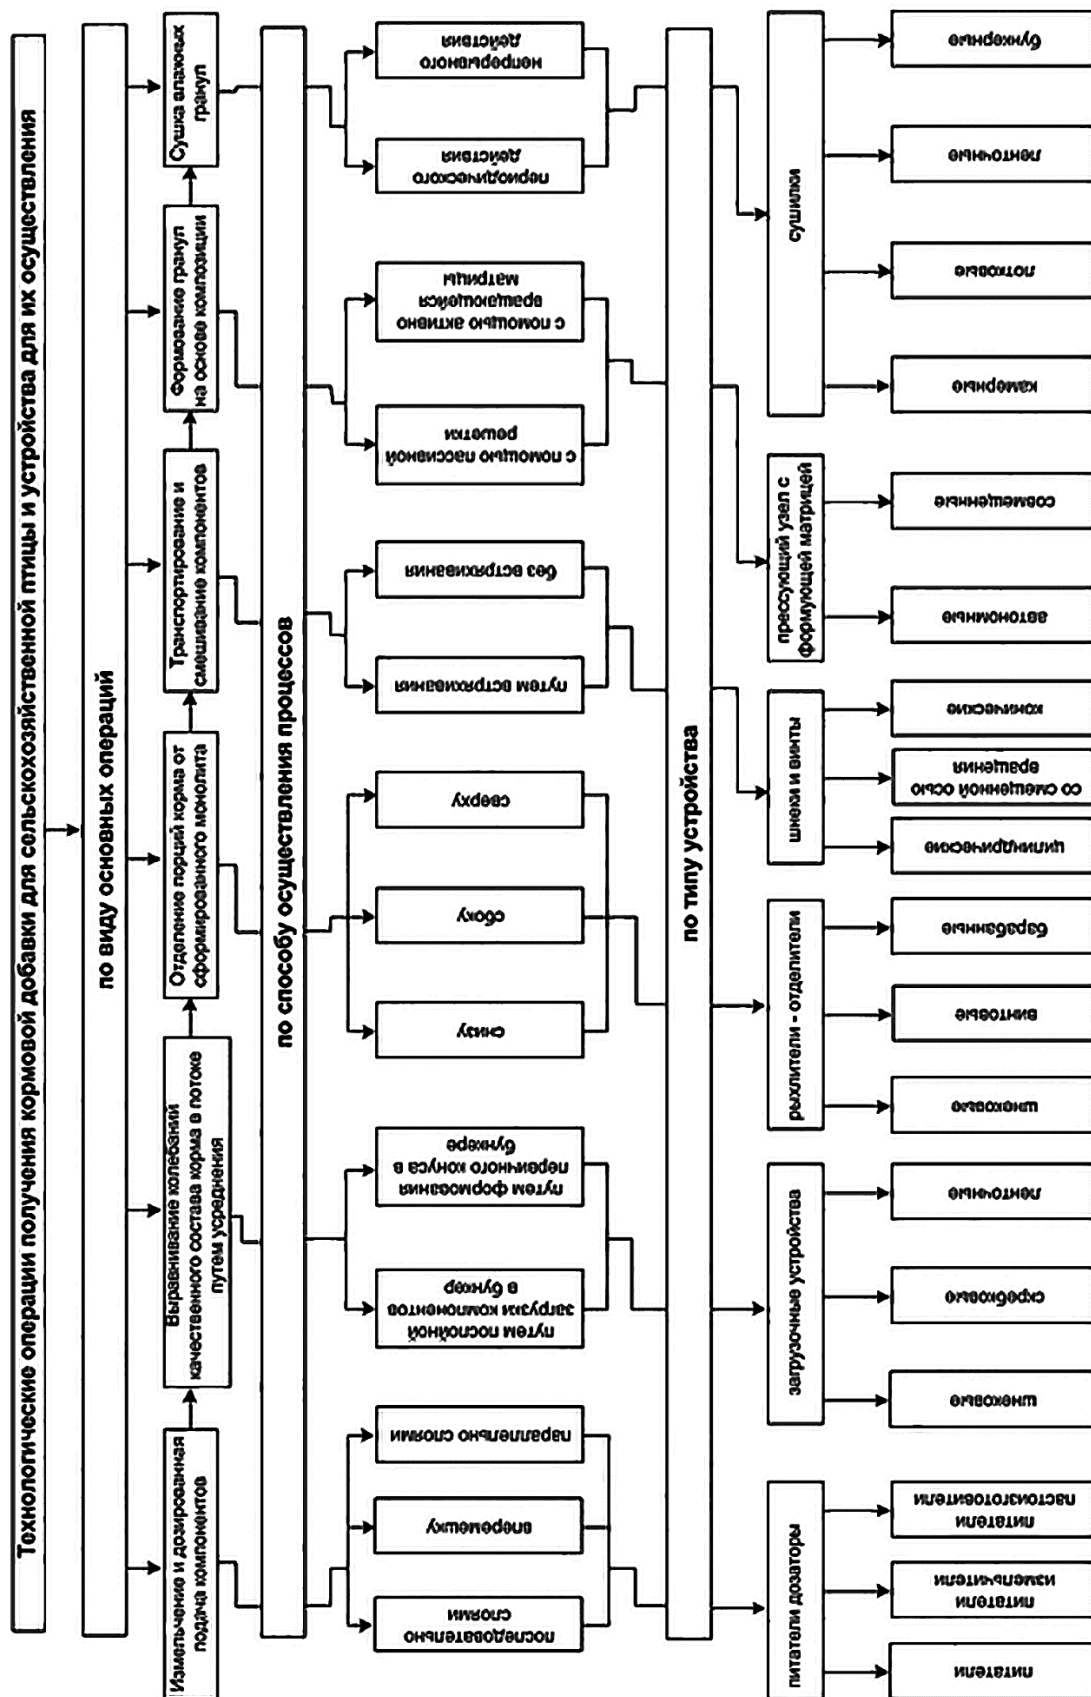 Технологические операции получения кормовой добавки для сельскохозяйственной птицы и устройства для их осуществления
по виду основных операций
Измельчение и дозированная
подача компонентов
Выравнивание колебаний
качественного состава корма в потоке
путем усреднения
Отделение порций корма от
сформированного монолита
Транспортирование и
смешивание компонентов
Формование гранул
на основе композиции
Сушка влажных
гранул
по способу осуществления процессов
последовательно
слоями
вперемешку
параллельно слоями
путем послойной
загрузки компонентов
в бункер
путем формования
первичного конуса в
бункере
снизу
сбоку
сверху
путем встряхивания
без встряхивания
с помощью пассивной
решетки
с помощью активно
вращающейся
матрицы
периодического
действия
непрерывного
действия
по типу устройства
питатели дозаторы
загрузочные устройства
рыхлители - отделители
шнеки и винты
прессующий узел с
формующей матрицей
сушилки
питатели
питатели
измельчители
питатели
пастоизготовители
шнековые
скребковые
ленточные
шнековые
винтовые
барабанные
цилиндрические
со смещенной осью
вращения
конические
автономные
совмещенные
камерные
лотковые
ленточные
бункерные